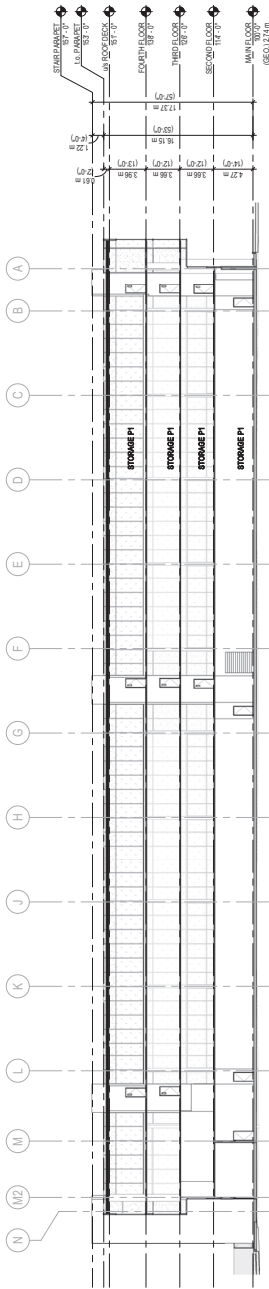 N
M2
M
L
K
J
H
G
F
E
D
C
B
A
STORAGE P1
STORAGE P1
STORAGE P1
STORAGE P1
STAIR PARAPET
157'-0"
t.o. PARAPET
153'-0"
u/s ROOF DECK
151'-0"
FOURTH FLOOR
138'-0"
THIRD FLOOR
126'-0"
SECOND FLOOR
114'-0"
MAIN FLOOR
100'-0"
(GEO.) 2.74 m
(57'-0")
17.37 m
(4'-0")
1.22 m
(53'-0")
16.15 m
(2'-0")
0.61 m
(13'-0")
3.96 m
(12'-0")
3.66 m
(12'-0")
3.66 m
(14'-0")
4.27 m